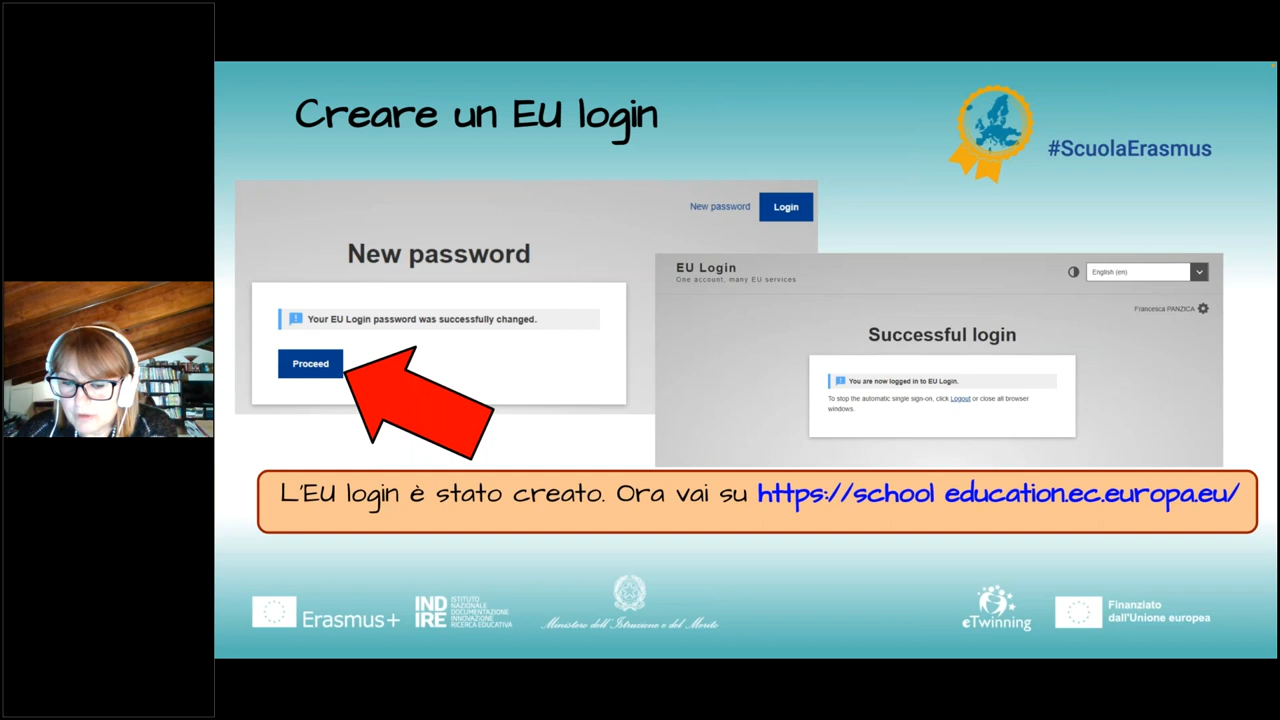 Creare un EU login
#ScuolaErasmus
New password
Login
New password
Your EU Login password was successfully changed.
Proceed
EU Login
One account, many EU services
English (en)
Francesca PANZICA
Successful login
You are now logged in to EU Login.
To stop the automatic single sign-on, click Logout or close all browser
windows.
L'EU login è stato creato. Ora vai su https://school education.ec.europa.eu/
Erasmus+
IND
IRE
ISTITUTO
NAZIONALE
DOCUMENTAZIONE
INNOVAZIONE
RICERCA EDUCATIVA
Ministero dell'Istruzione e del Merito
eTwinning
Finanziato
dall'Unione europea